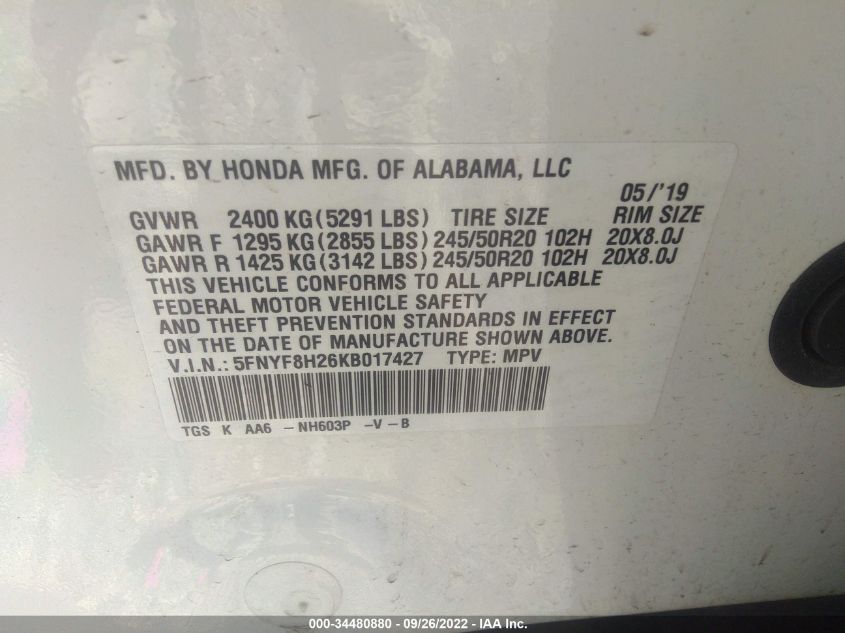 MFD. BY HONDA MFG. OF ALABAMA, LLC
05/'19
GVWR 2400 KG(5291 LBS) TIRE SIZE RIM SIZE
GAWR F 1295 KG(2855 LBS)245/50R20 102H 20X8.0J
GAWR R 1425 KG(3142 LBS)245/50R20 102H 20X8.0J
THIS VEHICLE CONFORMS TO ALL APPLICABLE
FEDERAL MOTOR VEHICLE SAFETY
AND THEFT PREVENTION STANDARDS IN EFFECT
ON THE DATE OF MANUFACTURE SHOWN ABOVE.
V.I.N.: 5FNYF8H26KB017427 TYPE: MPV
TGS K AA6 -NH603P -V-B
000-34480880 - 09/26/2022 - IAA Inc.